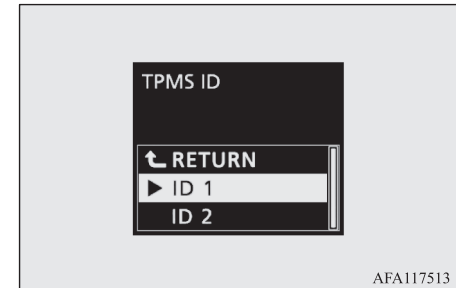 TPMS ID
RETURN
ID 1
ID 2
AFA117513